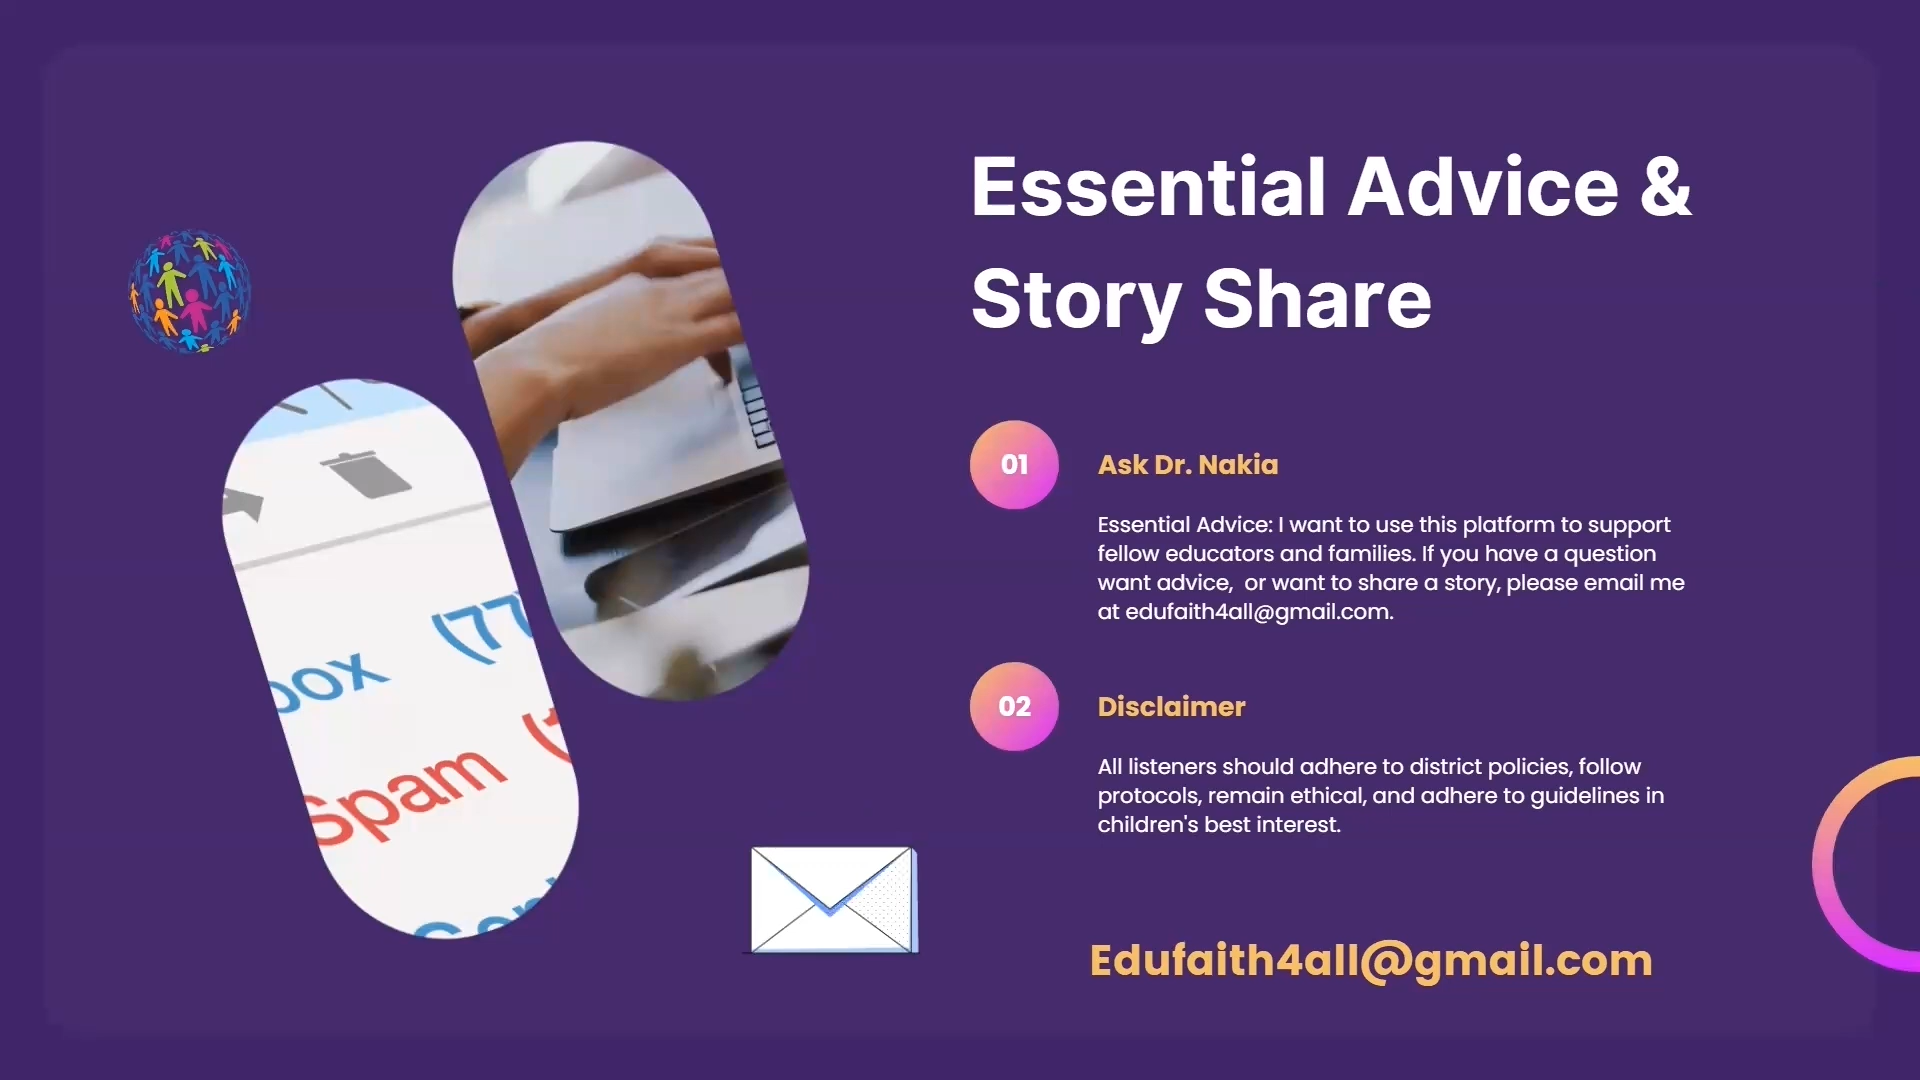 Essential Advice &
Story Share
01
Ask Dr. Nakia
Essential Advice: I want to use this platform to support
fellow educators and families. If you have a question
want advice,  or want to share a story, please email me
at edufaith4all@gmail.com.
02
Disclaimer
All listeners should adhere to district policies, follow
protocols, remain ethical, and adhere to guidelines in
children's best interest.
Edufaith4all@gmail.com
box (77
Spam